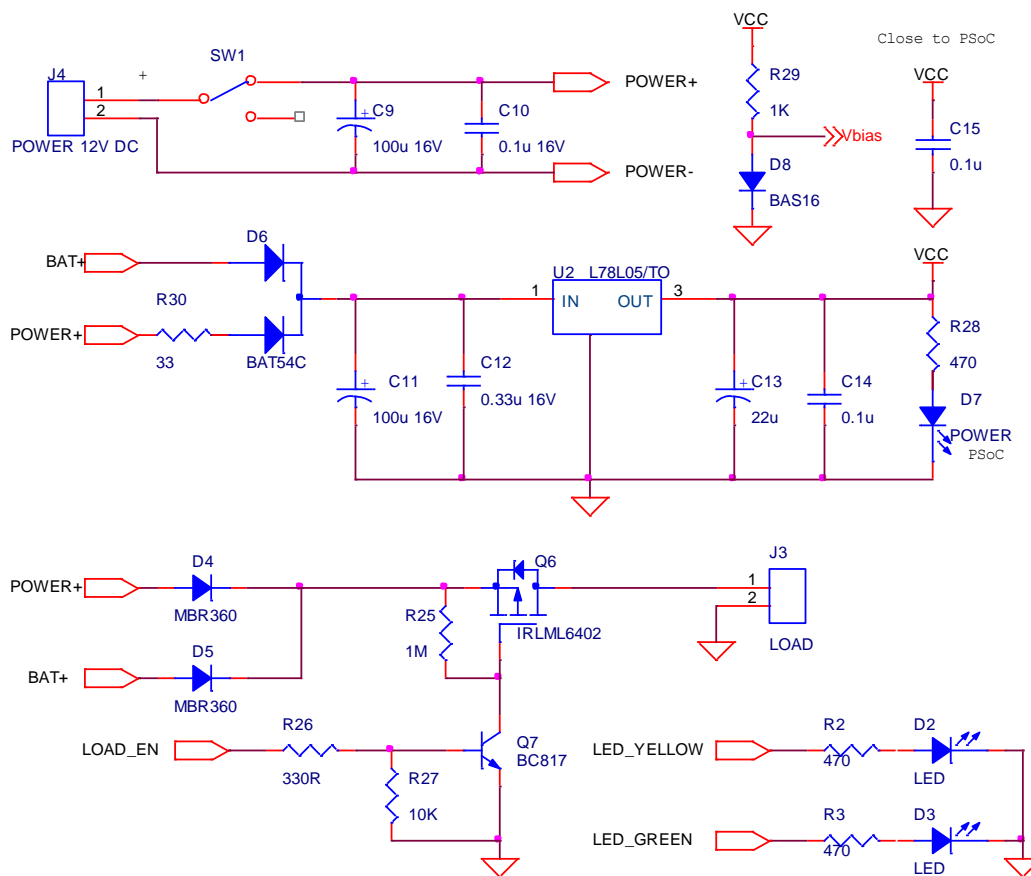 J4
1
2
POWER 12V DC
+
SW1
+
C9
100u 16V
C10
0.1u 16V
POWER+
POWER-
VCC
R29
1K
Vbias
D8
BAS16
Close to PSoC
VCC
C15
0.1u
BAT+
D6
R30
POWER+
33
BAT54C
+
C11
100u 16V
C12
0.33u 16V
U2 L78L05/TO
1
IN
OUT
3
+
C13
22u
C14
0.1u
VCC
R28
470
D7
POWER
PSoC
POWER+
D4
MBR360
BAT+
D5
MBR360
R25
1M
Q6
IRLML6402
J3
1
2
LOAD
LOAD_EN
R26
330R
R27
10K
Q7
BC817
LED_YELLOW
R2
470
D2
LED
LED_GREEN
R3
470
D3
LED